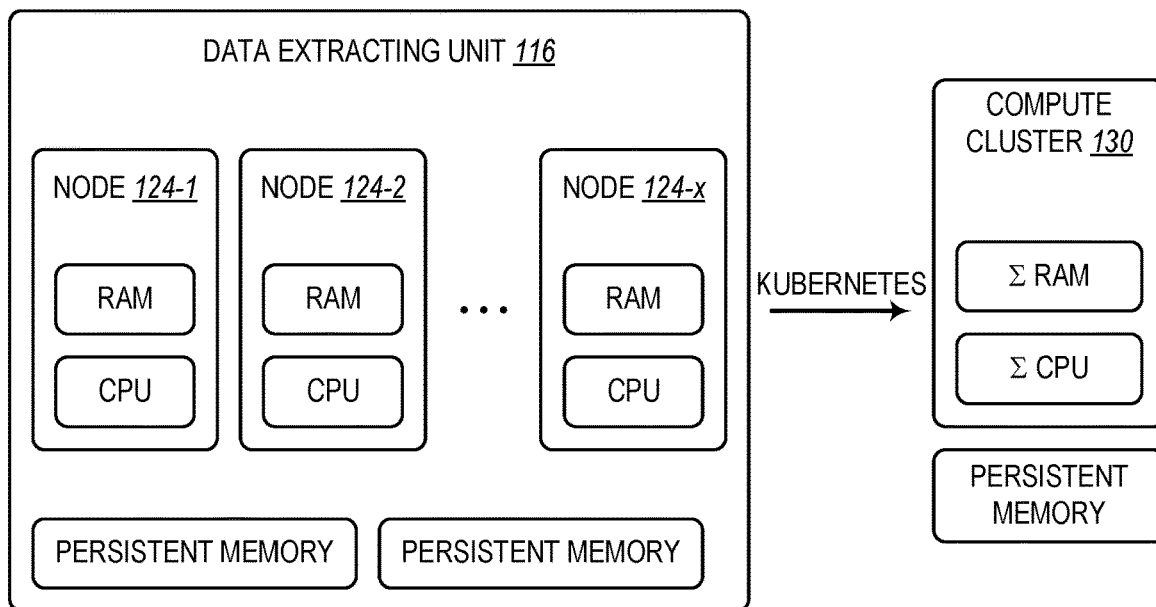 DATA EXTRACTING UNIT 116
NODE 124-1
RAM
CPU
NODE 124-2
RAM
CPU
...
NODE 124-x
RAM
CPU
PERSISTENT MEMORY
PERSISTENT MEMORY
KUBERNETES
COMPUTE
CLUSTER 130
Σ RAM
Σ CPU
PERSISTENT
MEMORY